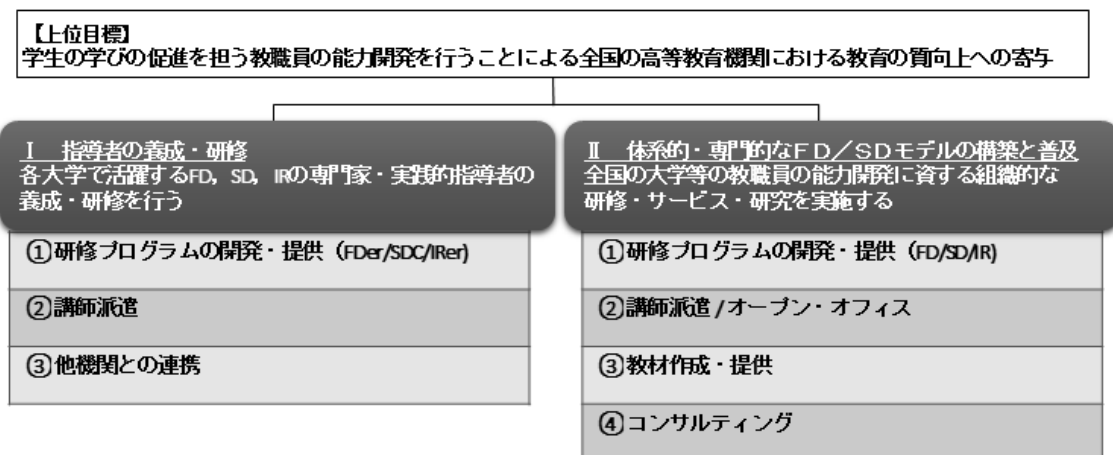 【上位目標】
学生の学びの促進を担う教職員の能力開発を行うことによる全国の高等教育機関における教育の質向上への寄与
Ⅰ 指導者の養成・研修
各大学で活躍するFD, SD, IRの専門家・実践的指導者の
養成・研修を行う
①研修プログラムの開発・提供（FDer/SDC/IRer)
②講師派遣
③他機関との連携
Ⅱ 体系的・専門的なＦＤ／ＳＤモデルの構築と普及
全国の大学等の教職員の能力開発に資する組織的な
研修・サービス・研究を実施する
①研修プログラムの開発・提供（FD/SD/IR)
②講師派遣/オープン・オフィス
③教材作成・提供
④コンサルティング